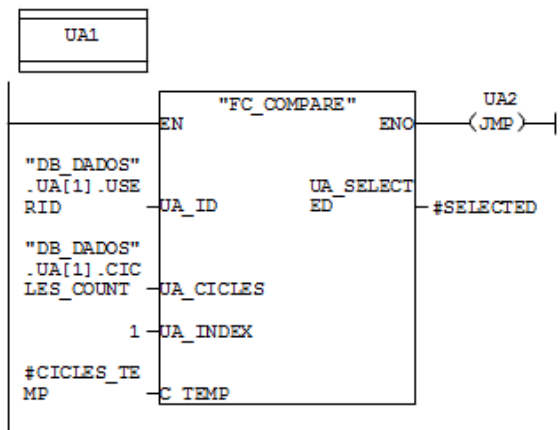 UA1
"FC_COMPARE"
UA2
EN
ENO
(JMP)
"DB_DADOS"
.UA[1].USE
RID
UA_ID
UA_SELECT
ED
#SELECTED
"DB_DADOS"
.UA[1].CIC
LES_COUNT
UA_CICLES
1
UA_INDEX
#CICLES_TE
MP
C_TEMP